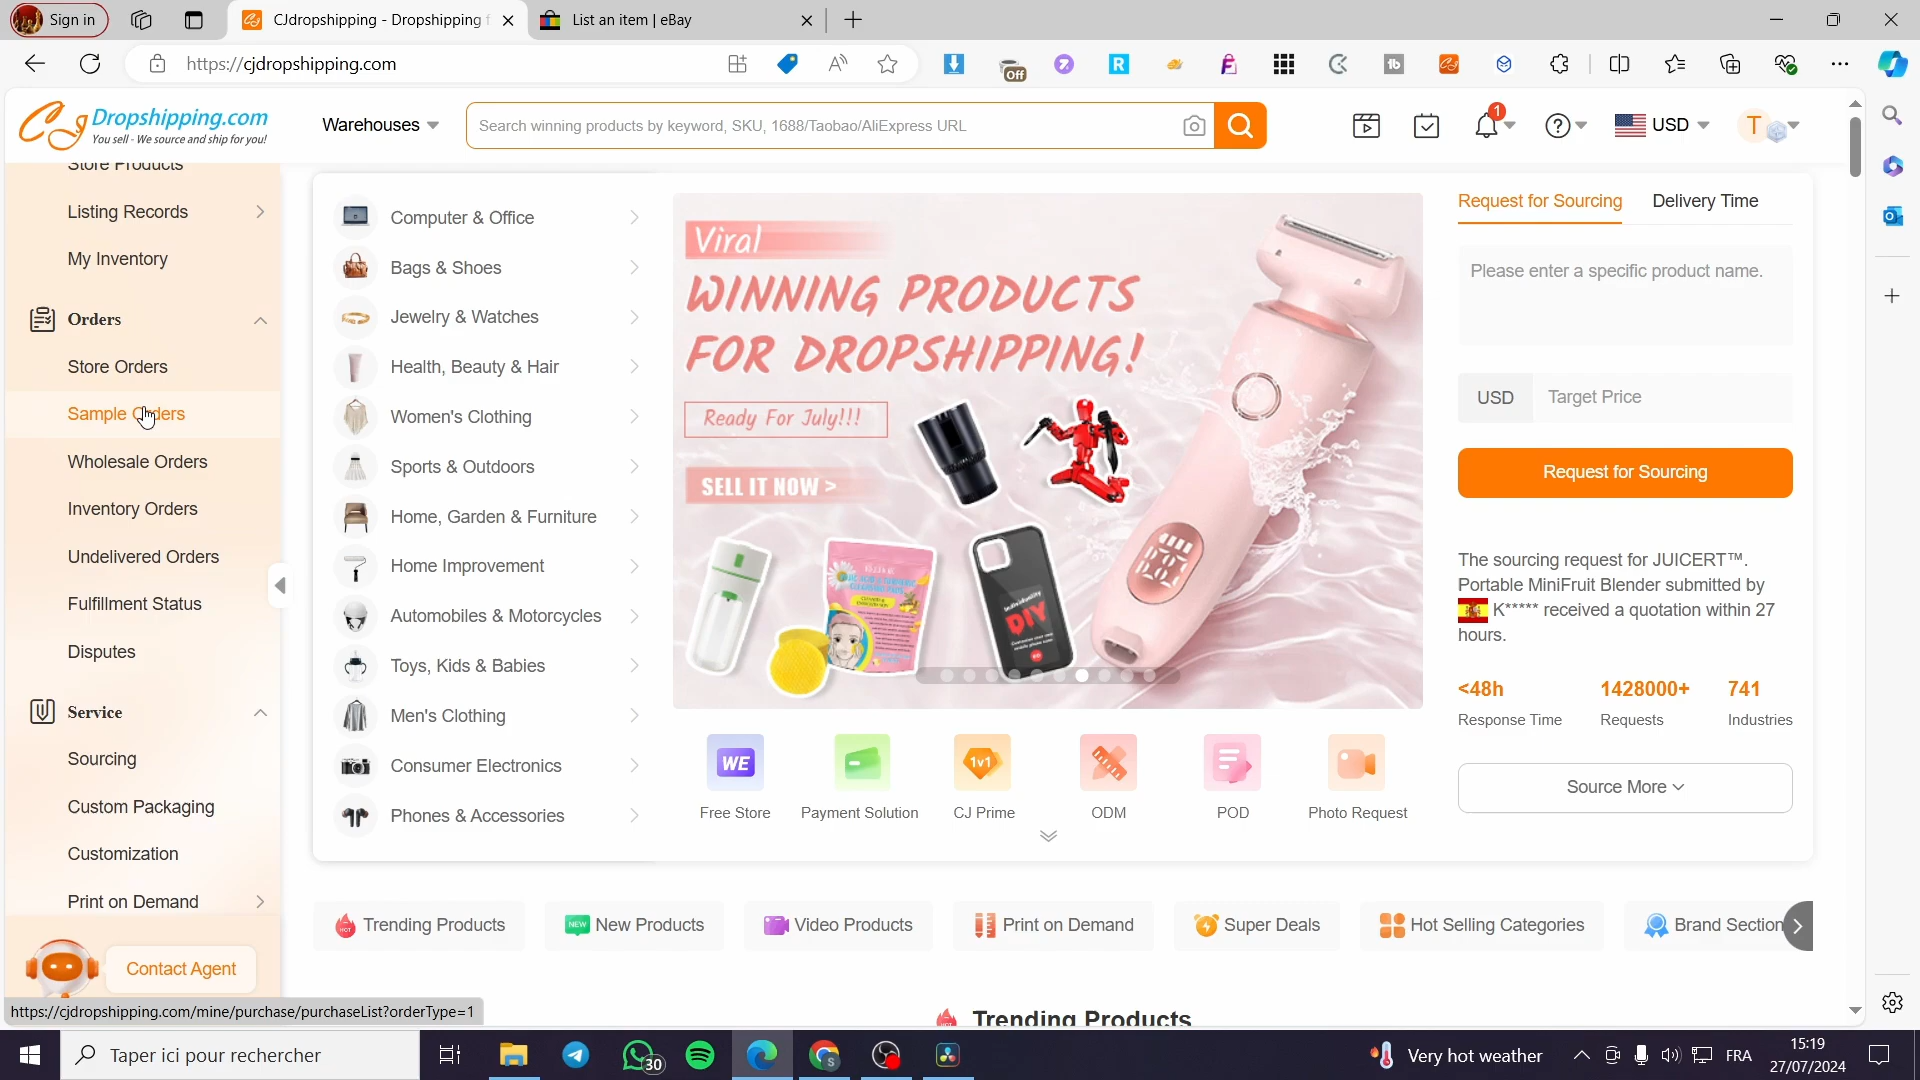 Sign in
CJdropshipping - Dropshipping f
List an item | eBay
https://cjdropshipping.com
Off
CJ Dropshipping.com
You sell - We source and ship for you!
Warehouses
Search winning products by keyword, SKU, 1688/Taobao/AliExpress URL
1
USD
T
Store Products
Listing Records
My Inventory
Orders
Store Orders
Sample Orders
Wholesale Orders
Inventory Orders
Undelivered Orders
Fulfillment Status
Disputes
Service
Sourcing
Custom Packaging
Customization
Print on Demand
Contact Agent
https://cjdropshipping.com/mine/purchase/purchaseList?orderType=1
Computer & Office
Bags & Shoes
Jewelry & Watches
Health, Beauty & Hair
Women's Clothing
Sports & Outdoors
Home, Garden & Furniture
Home Improvement
Automobiles & Motorcycles
Toys, Kids & Babies
Men's Clothing
Consumer Electronics
Phones & Accessories
Viral
WINNING PRODUCTS
FOR DROPSHIPPING!
Ready For July!!!
SELL IT NOW >
DIY
WE
Free Store
Payment Solution
1v1
CJ Prime
ODM
POD
Photo Request
Request for Sourcing
Delivery Time
Please enter a specific product name.
USD
Target Price
Request for Sourcing
The sourcing request for JUICERT™.
Portable MiniFruit Blender submitted by
K***** received a quotation within 27
hours.
<48h
Response Time
1428000+
Requests
741
Industries
Source More
HOT
Trending Products
NEW
New Products
Video Products
Print on Demand
Super Deals
Hot Selling Categories
Brand Section
Trending Products
Taper ici pour rechercher
30
S
Very hot weather
FRA
15:19
27/07/2024